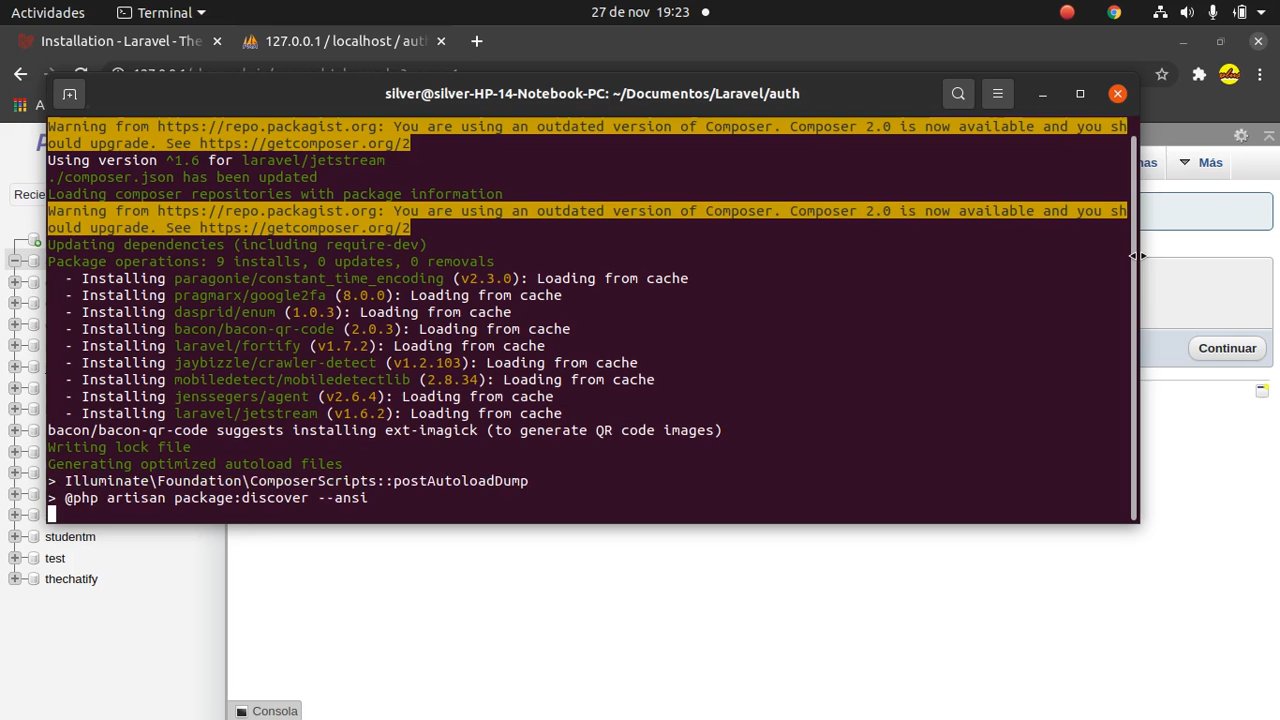 Actividades
Terminal
27 de nov 19:23
Installation - Laravel - The
127.0.0.1 / localhost / aut
silver@silver-HP-14-Notebook-PC: ~/Documentos/Laravel/auth
Warning from https://repo.packagist.org: You are using an outdated version of Composer. Composer 2.0 is now available and you sh
ould upgrade. See https://getcomposer.org/2
Using version ^1.6 for laravel/jetstream
./composer.json has been updated
Loading composer repositories with package information
Warning from https://repo.packagist.org: You are using an outdated version of Composer. Composer 2.0 is now available and you sh
ould upgrade. See https://getcomposer.org/2
Updating dependencies (including require-dev)
Package operations: 9 installs, 0 updates, 0 removals
- Installing paragonie/constant_time_encoding (v2.3.0): Loading from cache
- Installing pragmarx/google2fa (8.0.0): Loading from cache
- Installing dasprid/enum (1.0.3): Loading from cache
- Installing bacon/bacon-qr-code (2.0.3): Loading from cache
- Installing laravel/fortify (v1.7.2): Loading from cache
- Installing jaybizzle/crawler-detect (v1.2.103): Loading from cache
- Installing mobiledetect/mobiledetectlib (2.8.34): Loading from cache
- Installing jenssegers/agent (v2.6.4): Loading from cache
- Installing laravel/jetstream (v1.6.2): Loading from cache
bacon/bacon-qr-code suggests installing ext-imagick (to generate QR code images)
Writing lock file
Generating optimized autoload files
> Illuminate\Foundation\ComposerScripts::postAutoloadDump
> @php artisan package:discover --ansi
Recie
nas
Más
Continuar
studentm
test
thechatify
Consola